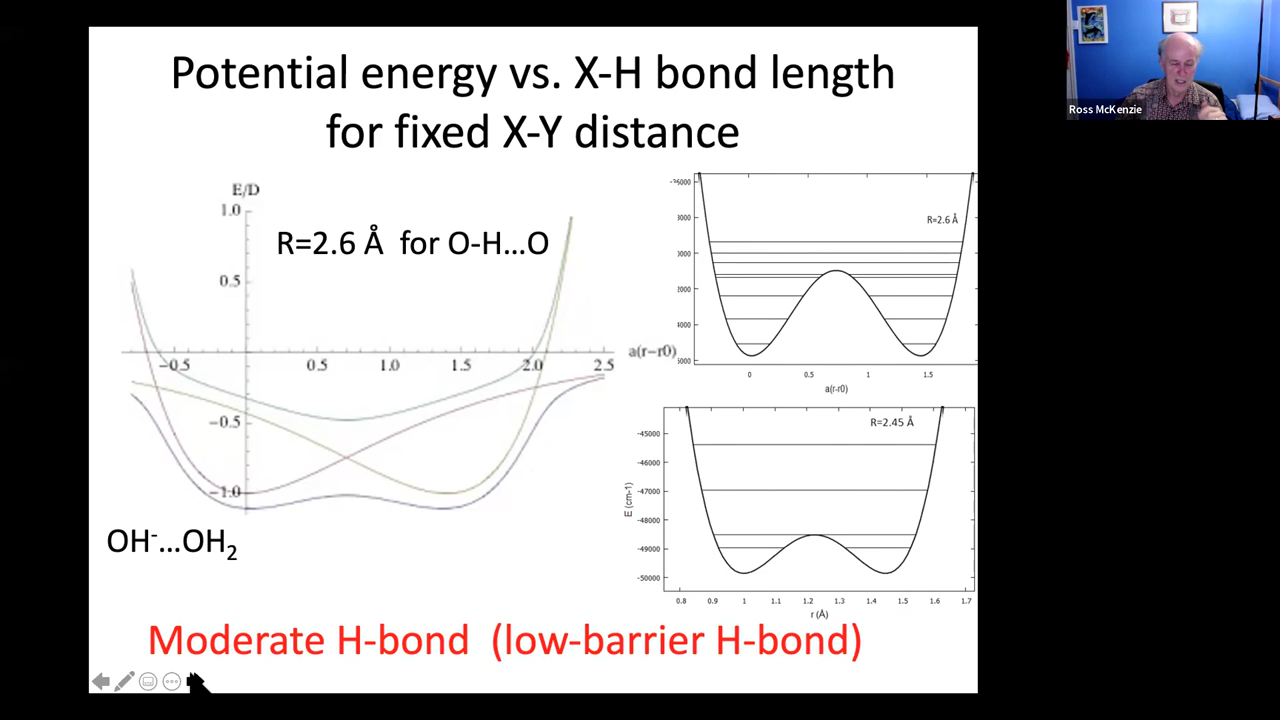 Potential energy vs. X-H bond length
for fixed X-Y distance
Ross McKenzie
E/D
1.0
0.5
−0.5
−1.0
−0.5
0.5
1.0
1.5
2.0
2.5
a(r−r0)
R=2.6 Å for O-H…O
OH⁻…OH₂
R=2.6 Å
0
0.5
1
1.5
a(r-r0)
R=2.45 Å
-45000
-46000
-47000
-48000
-49000
-50000
E (cm-1)
0.8
0.9
1
1.1
1.2
1.3
1.4
1.5
1.6
1.7
r (Å)
Moderate H-bond (low-barrier H-bond)